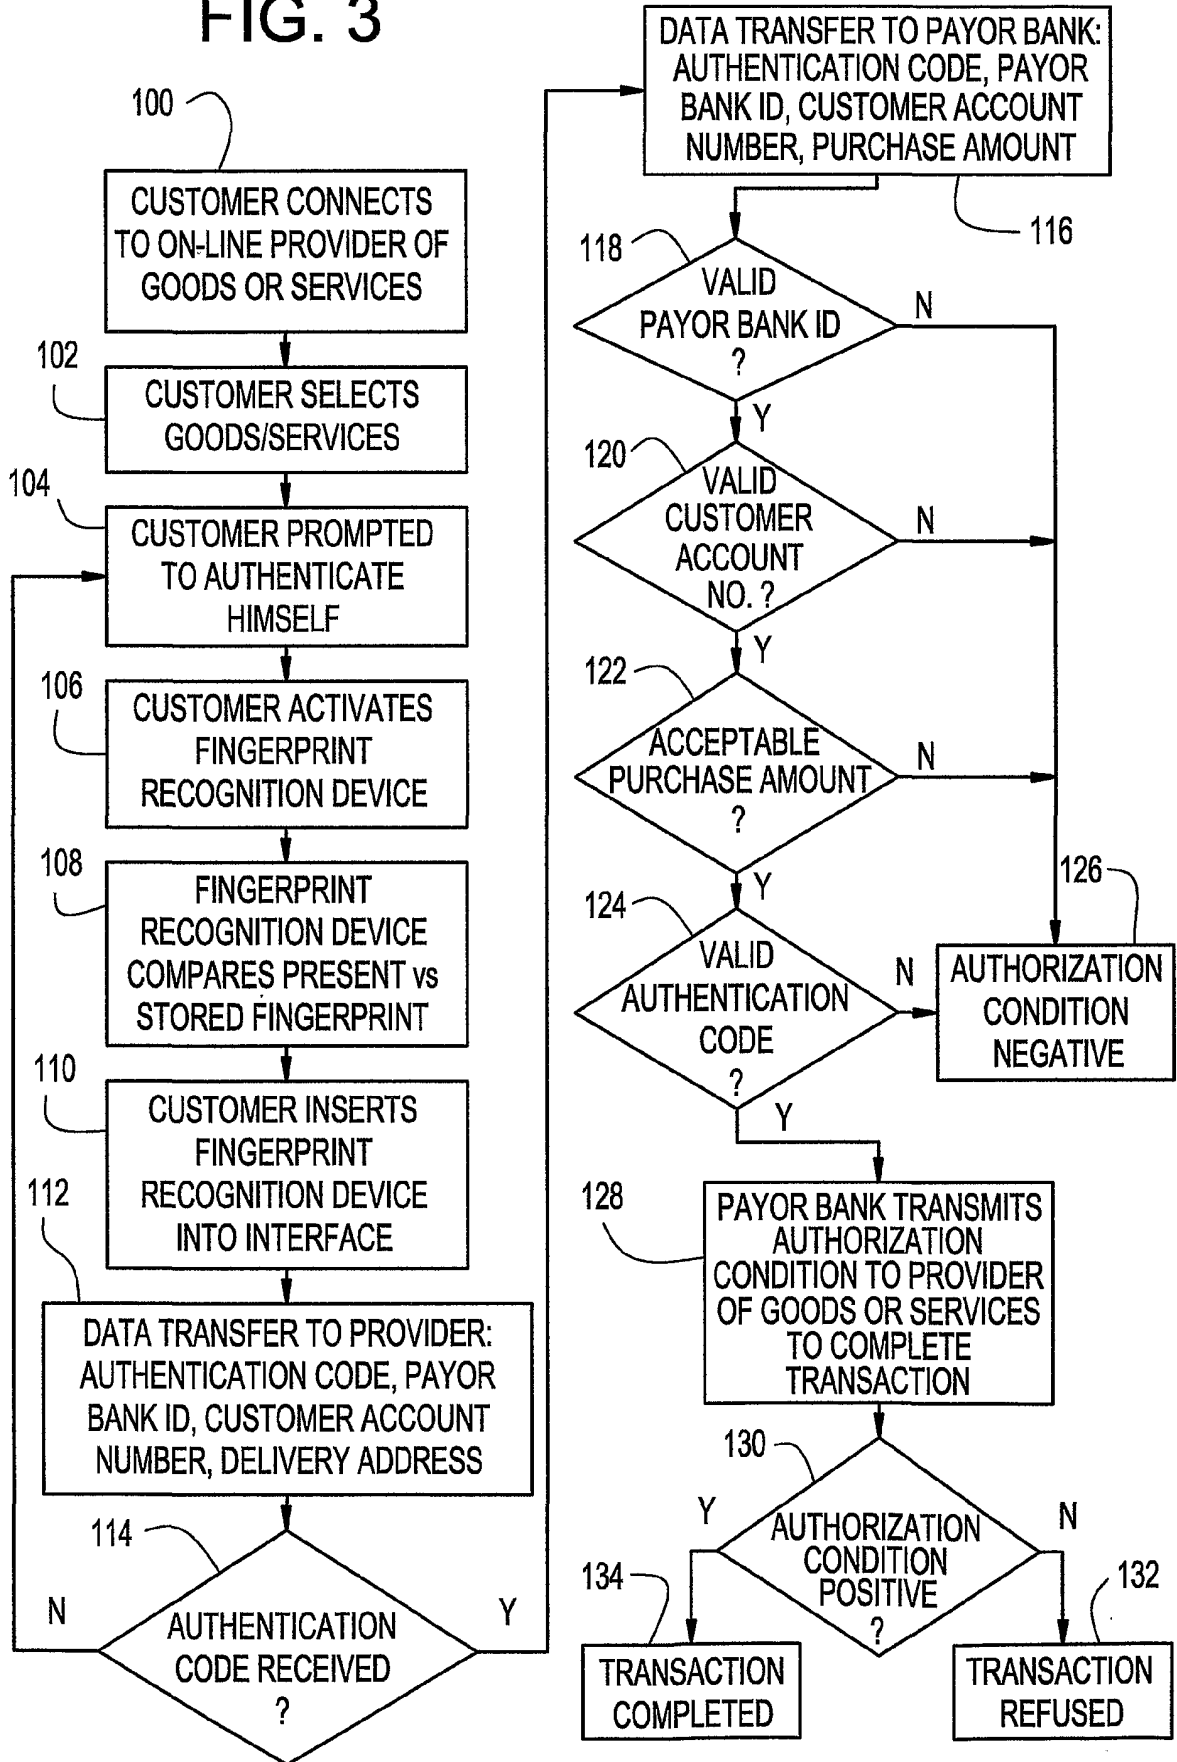 FIG. 3
100
CUSTOMER CONNECTS
TO ON-LINE PROVIDER OF
GOODS OR SERVICES
102
CUSTOMER SELECTS
GOODS/SERVICES
104
CUSTOMER PROMPTED
TO AUTHENTICATE
HIMSELF
106
CUSTOMER ACTIVATES
FINGERPRINT
RECOGNITION DEVICE
108
FINGERPRINT
RECOGNITION DEVICE
COMPARES PRESENT vs
STORED FINGERPRINT
110
CUSTOMER INSERTS
FINGERPRINT
RECOGNITION DEVICE
INTO INTERFACE
112
DATA TRANSFER TO PROVIDER:
AUTHENTICATION CODE, PAYOR
BANK ID, CUSTOMER ACCOUNT
NUMBER, DELIVERY ADDRESS
114
N
Y
AUTHENTICATION
CODE RECEIVED
?
DATA TRANSFER TO PAYOR BANK:
AUTHENTICATION CODE, PAYOR
BANK ID, CUSTOMER ACCOUNT
NUMBER, PURCHASE AMOUNT
116
118
VALID
PAYOR BANK ID
?
N
Y
120
VALID
CUSTOMER
ACCOUNT
NO. ?
N
Y
122
ACCEPTABLE
PURCHASE AMOUNT
?
N
Y
124
VALID
AUTHENTICATION
CODE
?
N
Y
126
AUTHORIZATION
CONDITION
NEGATIVE
128
PAYOR BANK TRANSMITS
AUTHORIZATION
CONDITION TO PROVIDER
OF GOODS OR SERVICES
TO COMPLETE
TRANSACTION
130
Y
N
AUTHORIZATION
CONDITION
POSITIVE
?
134
TRANSACTION
COMPLETED
132
TRANSACTION
REFUSED